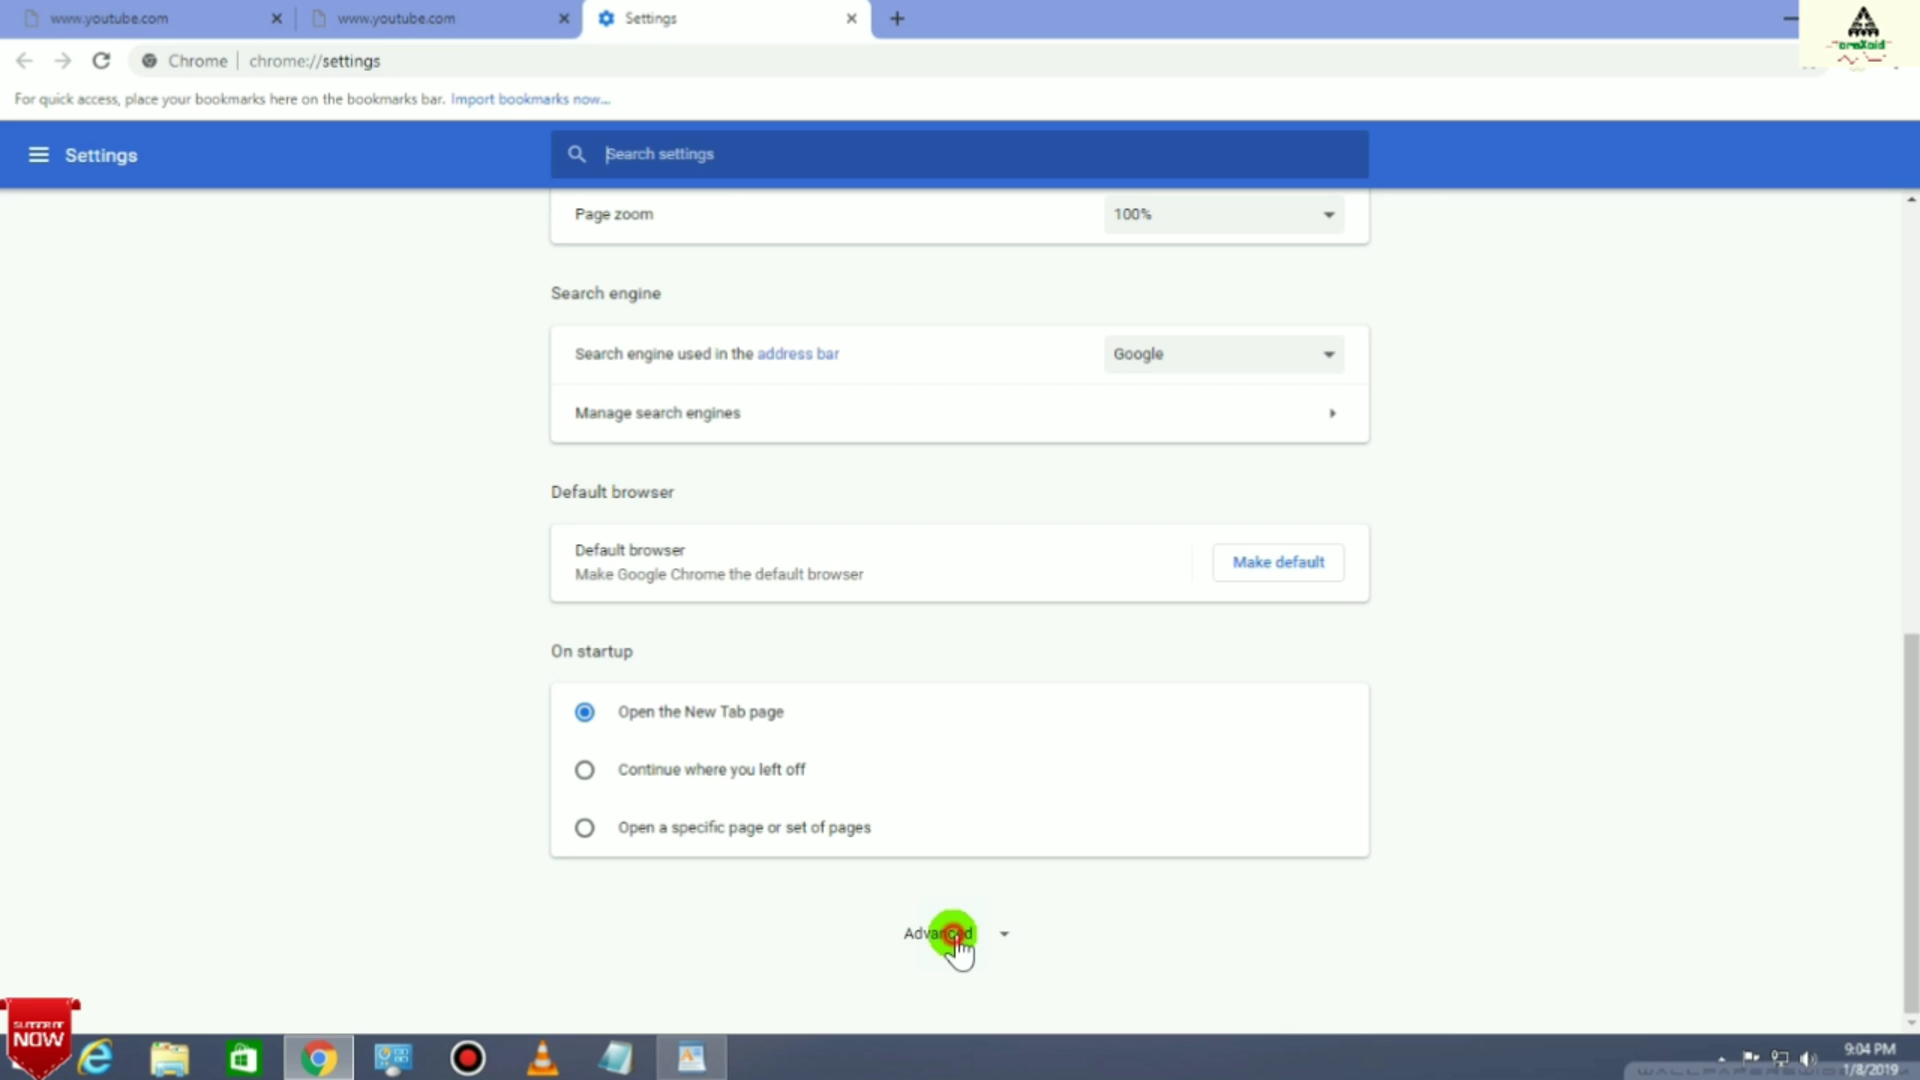 www.youtube.com
www.youtube.com
Settings
Chrome
chrome://settings
For quick access, place your bookmarks here on the bookmarks bar. Import bookmarks now...
Settings
Search settings
Page zoom
100%
Search engine
Search engine used in the address bar
Google
Manage search engines
Default browser
Default browser
Make Google Chrome the default browser
Make default
On startup
Open the New Tab page
Continue where you left off
Open a specific page or set of pages
Advanced
NOW
9:04 PM
1/8/2019